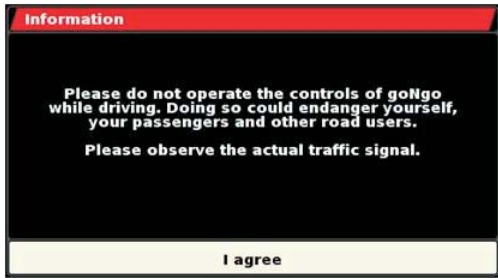 Information
Please do not operate the controls of goNgo
while driving. Doing so could endanger yourself,
your passengers and other road users.
Please observe the actual traffic signal.
I agree